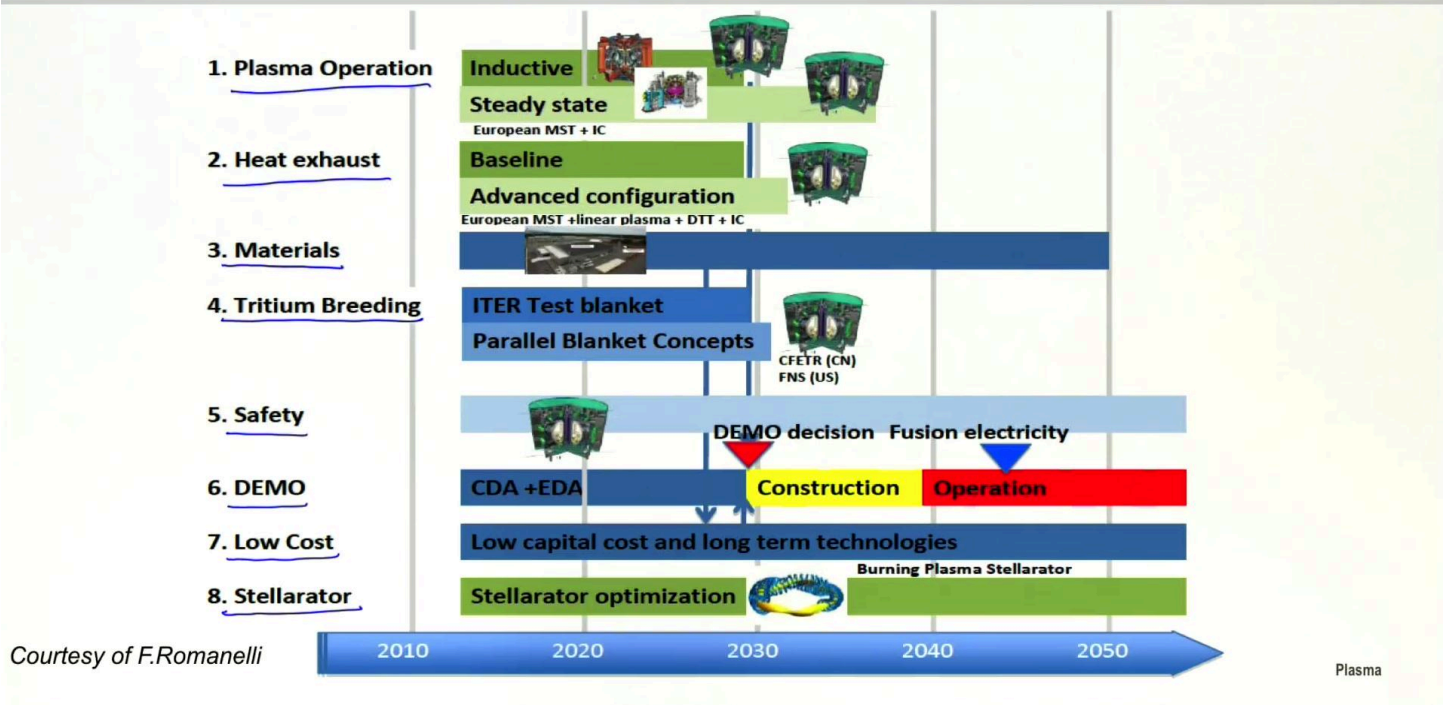 1. Plasma Operation
Inductive
Steady state
European MST + IC
2. Heat exhaust
Baseline
Advanced configuration
European MST +linear plasma + DTT + IC
3. Materials
4. Tritium Breeding
ITER Test blanket
Parallel Blanket Concepts
CFETR (CN)
FNS (US)
5. Safety
DEMO decision
Fusion electricity
6. DEMO
CDA +EDA
Construction
Operation
7. Low Cost
Low capital cost and long term technologies
Burning Plasma Stellarator
8. Stellarator
Stellarator optimization
Courtesy of F.Romanelli
2010 2020 2030 2040 2050
Plasma